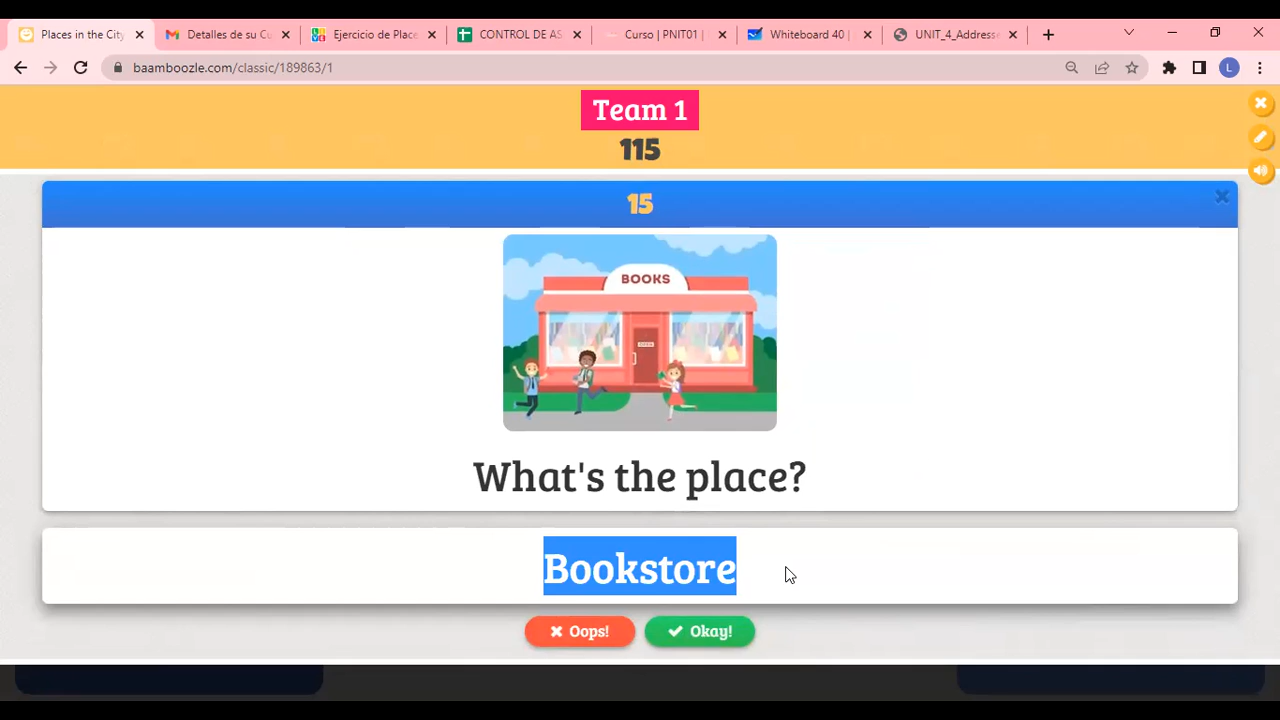 Places in the City
Detalles de su Cu
Ejercicio de Place
CONTROL DE AS
Curso | PNIT01 |
Whiteboard 40 |
UNIT_4_Addresse
baamboozle.com/classic/189863/1
L
Team 1
115
15
BOOKS
What's the place?
Bookstore
Oops!
Okay!